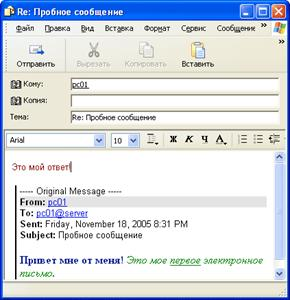 Re: Пробное сообщение
Файл Правка Вид Вставка Формат Сервис Сообщение »
Отправить Вырезать Копировать Вставить »
Кому: pc01
Копия:
Тема: Re: Пробное сообщение
Arial 10 Ж К Ч А »
Это мой ответ!
----- Original Message -----
From: pc01
To: pc01@server
Sent: Friday, November 18, 2005 8:31 PM
Subject: Пробное сообщение
Привет мне от меня! Это мое первое электронное
письмо.